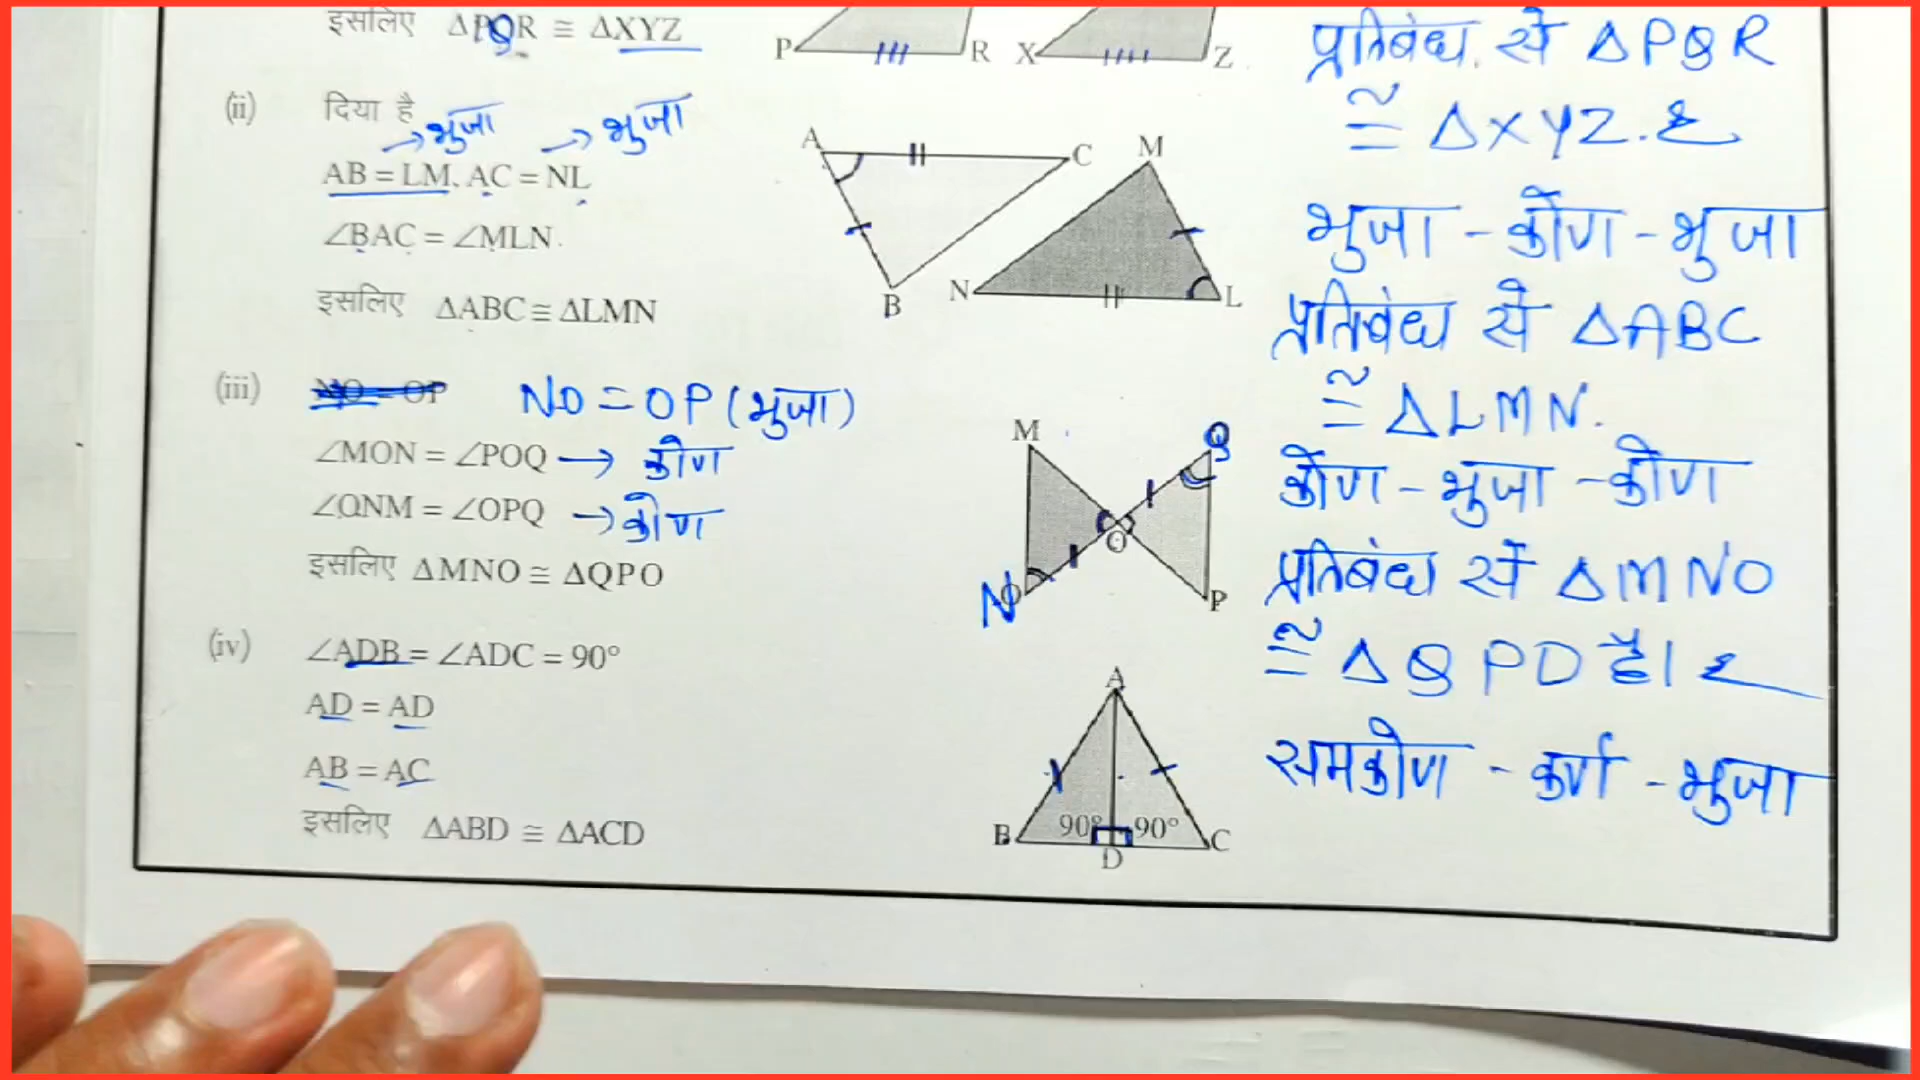 इसलिए ΔPQR ≅ ΔXYZ
P R X Z
प्रतिबंध से ΔPQR
≅ ΔXYZ. है
(ii) दिया है
→ भुजा → भुजा
AB = LM, AC = NL
∠BAC = ∠MLN.
इसलिए ΔABC ≅ ΔLMN
A C M
B N L
भुजा - कोण - भुजा
प्रतिबंध से ΔABC
≅ ΔLMN.
(iii) NO = OP NO = OP (भुजा)
∠MON = ∠POQ → कोण
∠ONM = ∠OPQ → कोण
इसलिए ΔMNO ≅ ΔQPO
M Q
O
N P
कोण - भुजा - कोण
प्रतिबंध से ΔMNO
≅ ΔQPO है।
(iv) ∠ADB = ∠ADC = 90°
AD = AD
AB = AC
इसलिए ΔABD ≅ ΔACD
A
B 90° 90° C
D
समकोण - कर्ण - भुजा